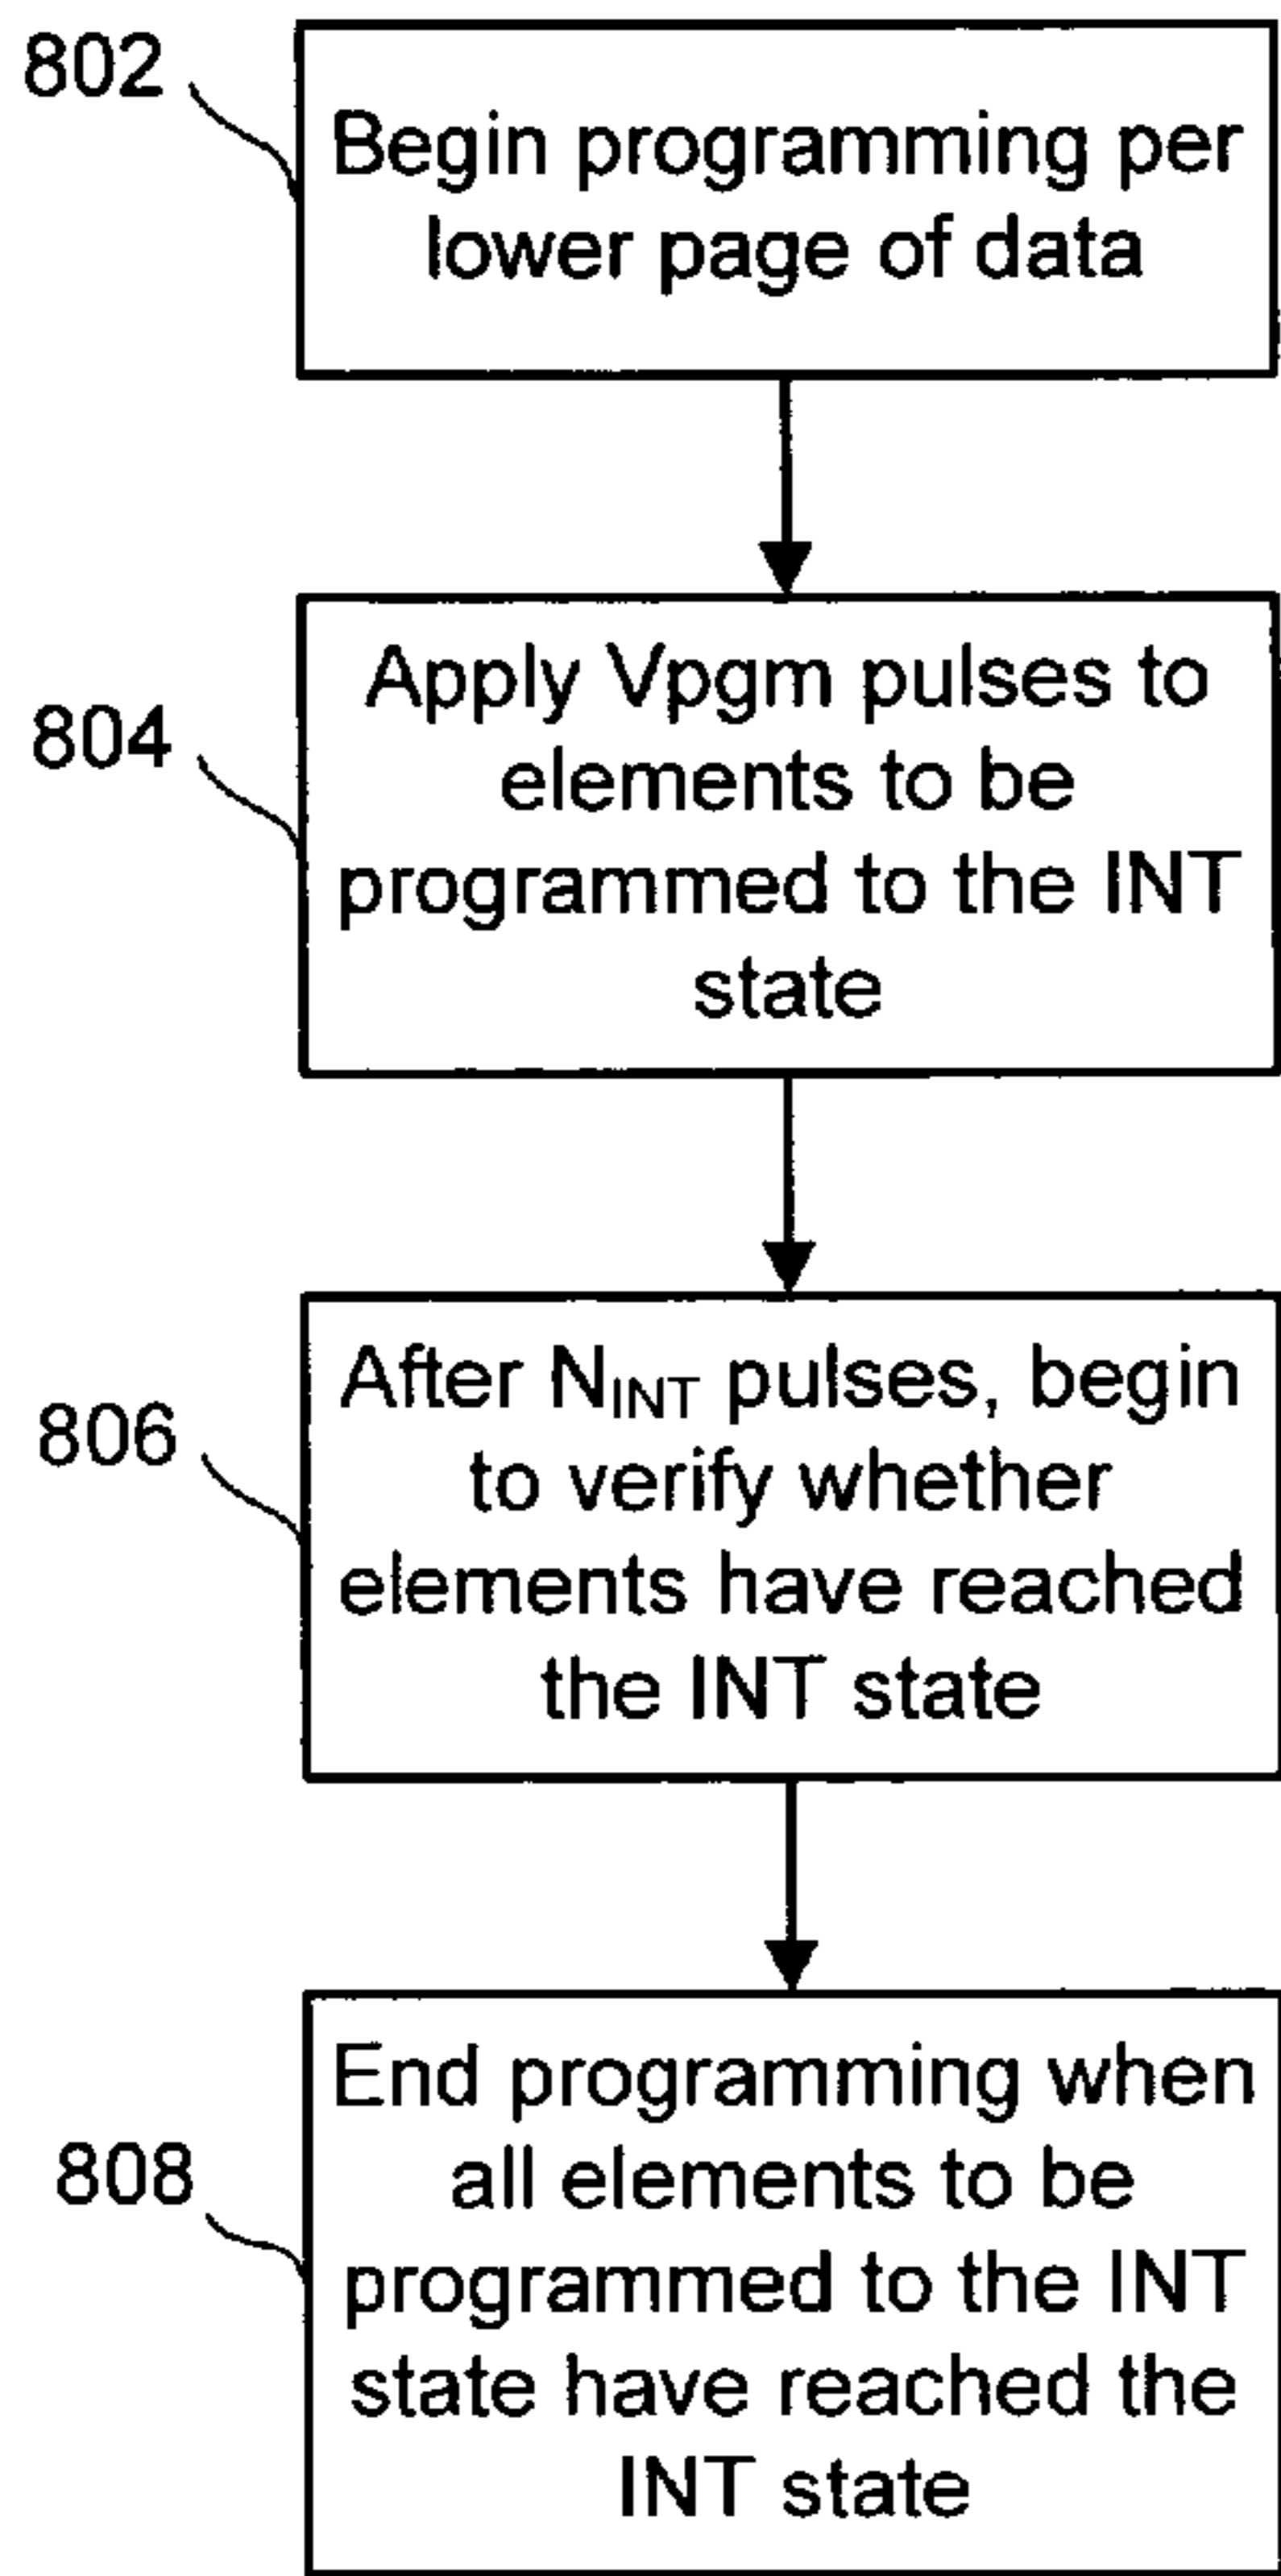 802
Begin programming per
lower page of data
804
Apply Vpgm pulses to
elements to be
programmed to the INT
state
806
After NINT pulses, begin
to verify whether
elements have reached
the INT state
808
End programming when
all elements to be
programmed to the INT
state have reached the
INT state